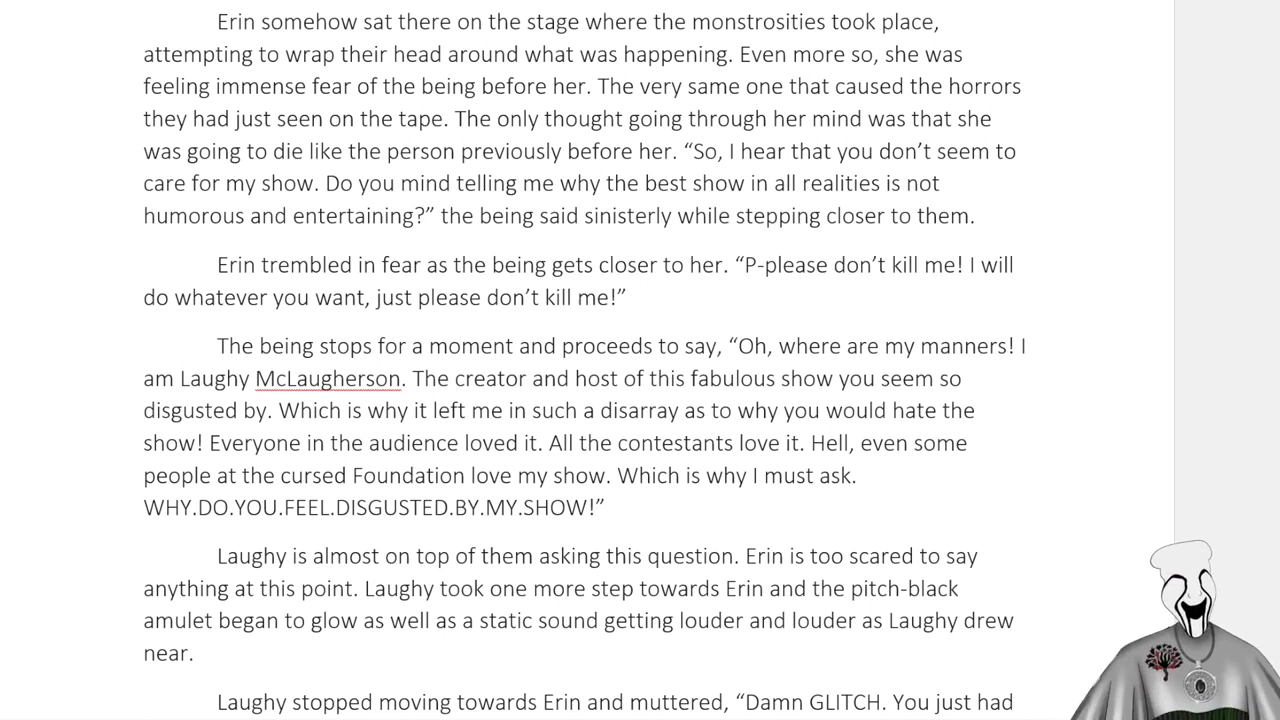 Erin somehow sat there on the stage where the monstrosities took place,
attempting to wrap their head around what was happening. Even more so, she was
feeling immense fear of the being before her. The very same one that caused the horrors
they had just seen on the tape. The only thought going through her mind was that she
was going to die like the person previously before her. “So, I hear that you don’t seem to
care for my show. Do you mind telling me why the best show in all realities is not
humorous and entertaining?” the being said sinisterly while stepping closer to them.
Erin trembled in fear as the being gets closer to her. “P-please don’t kill me! I will
do whatever you want, just please don’t kill me!”
The being stops for a moment and proceeds to say, “Oh, where are my manners! I
am Laughy McLaugherson. The creator and host of this fabulous show you seem so
disgusted by. Which is why it left me in such a disarray as to why you would hate the
show! Everyone in the audience loved it. All the contestants love it. Hell, even some
people at the cursed Foundation love my show. Which is why I must ask.
WHY.DO.YOU.FEEL.DISGUSTED.BY.MY.SHOW!”
Laughy is almost on top of them asking this question. Erin is too scared to say
anything at this point. Laughy took one more step towards Erin and the pitch-black
amulet began to glow as well as a static sound getting louder and louder as Laughy drew
near.
Laughy stopped moving towards Erin and muttered, “Damn GLITCH. You just had